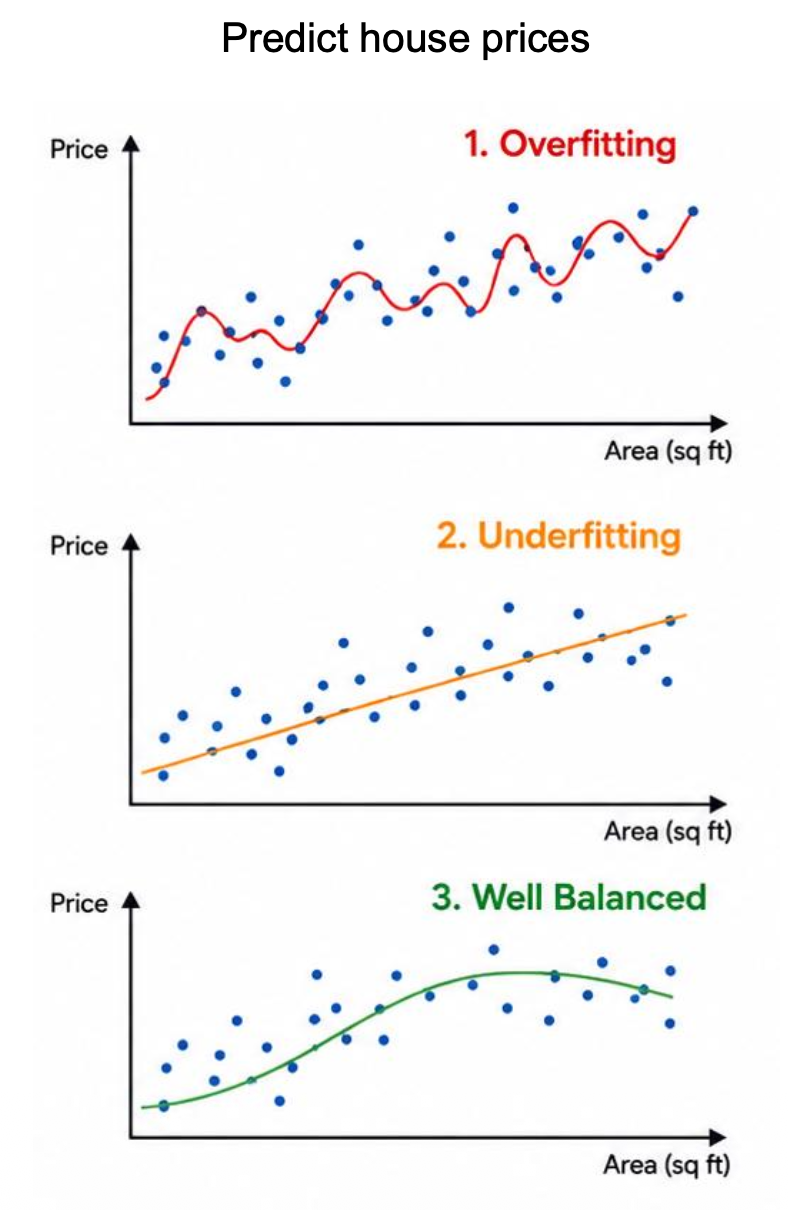 Predict house prices
1. Overfitting
Price
Area (sq ft)
2. Underfitting
Price
Area (sq ft)
3. Well Balanced
Price
Area (sq ft)